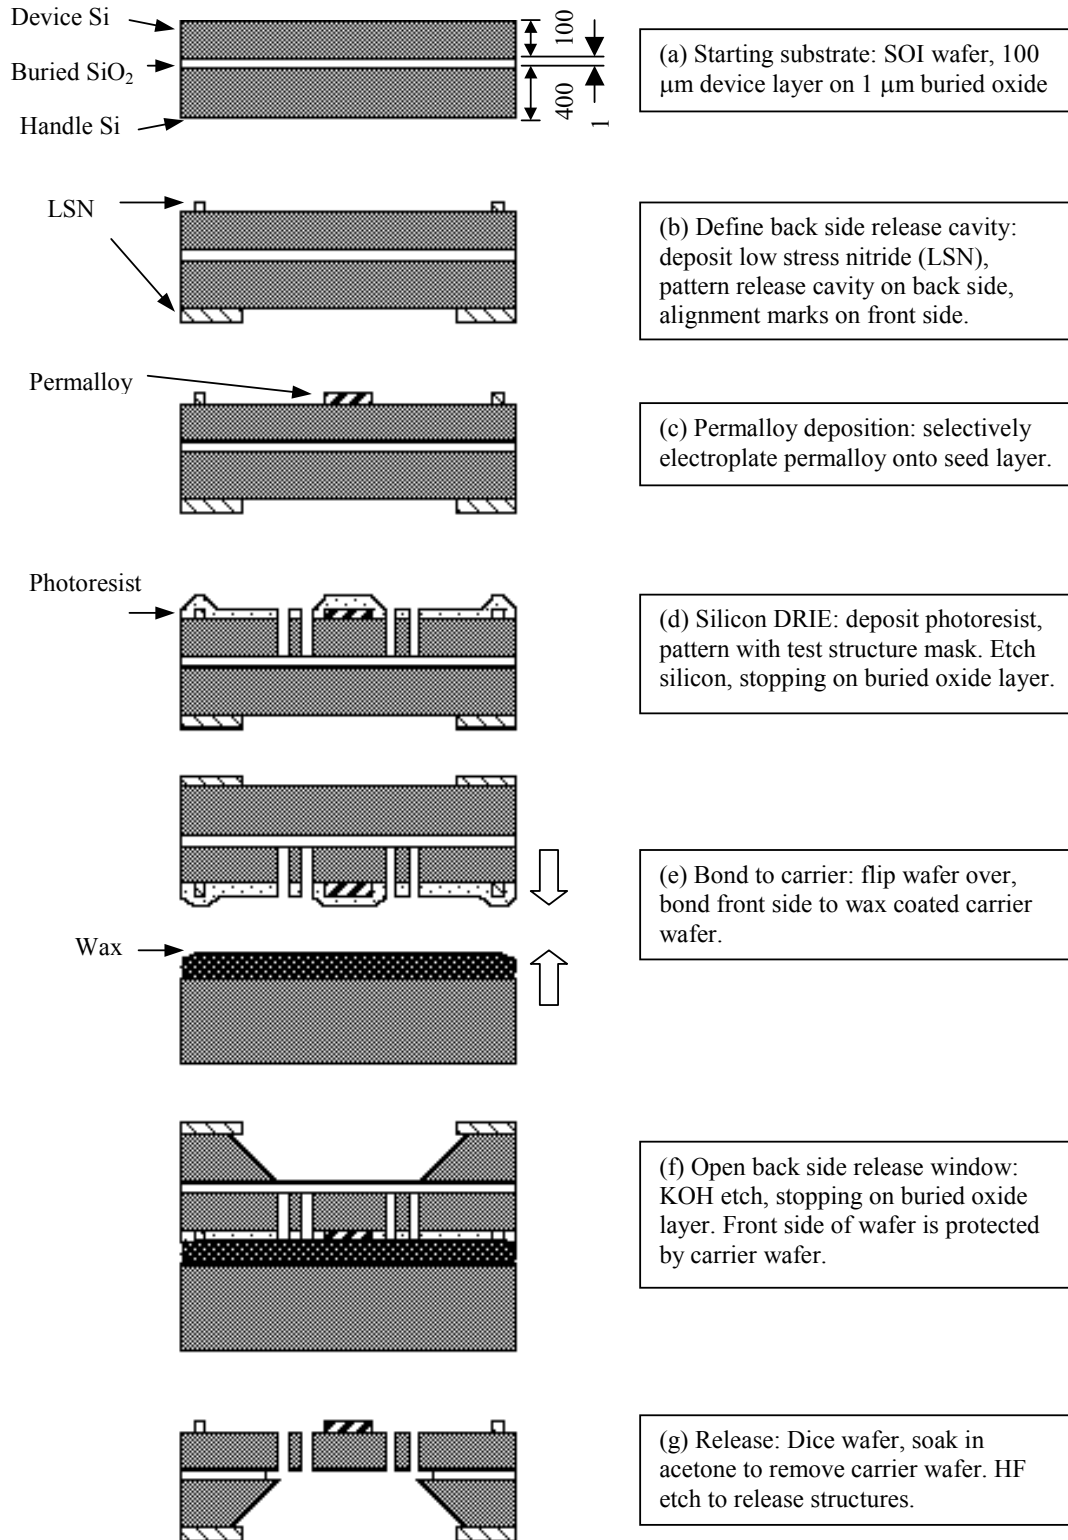 Device Si
Buried SiO₂
Handle Si
100
400
1
(a) Starting substrate: SOI wafer, 100
μm device layer on 1 μm buried oxide
LSN
(b) Define back side release cavity:
deposit low stress nitride (LSN),
pattern release cavity on back side,
alignment marks on front side.
Permalloy
(c) Permalloy deposition: selectively
electroplate permalloy onto seed layer.
Photoresist
(d) Silicon DRIE: deposit photoresist,
pattern with test structure mask. Etch
silicon, stopping on buried oxide layer.
(e) Bond to carrier: flip wafer over,
bond front side to wax coated carrier
wafer.
Wax
(f) Open back side release window:
KOH etch, stopping on buried oxide
layer. Front side of wafer is protected
by carrier wafer.
(g) Release: Dice wafer, soak in
acetone to remove carrier wafer. HF
etch to release structures.